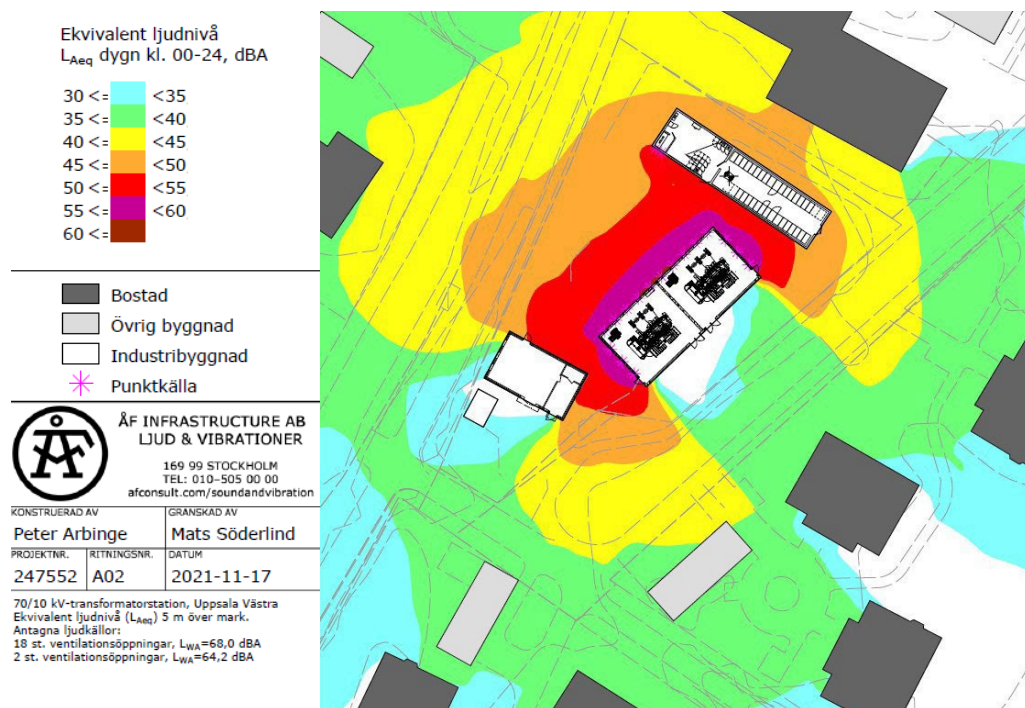 Ekvivalent ljudnivå
LAeq dygn kl. 00-24, dBA
30 <= <35
35 <= <40
40 <= <45
45 <= <50
50 <= <55
55 <= <60
60 <=
Bostad
Övrig byggnad
Industribyggnad
Punktkälla
ÅF
ÅF INFRASTRUCTURE AB
LJUD & VIBRATIONER
169 99 STOCKHOLM
TEL: 010-505 00 00
afconsult.com/soundandvibration
KONSTRUERAD AV GRANSKAD AV
Peter Arbinge Mats Söderlind
PROJEKTNR. RITNINGSNR. DATUM
247552 A02 2021-11-17
70/10 kV-transformatorstation, Uppsala Västra
Ekvivalent ljudnivå (LAeq) 5 m över mark.
Antagna ljudkällor:
18 st. ventilationsöppningar, LWA=68,0 dBA
2 st. ventilationsöppningar, LWA=64,2 dBA